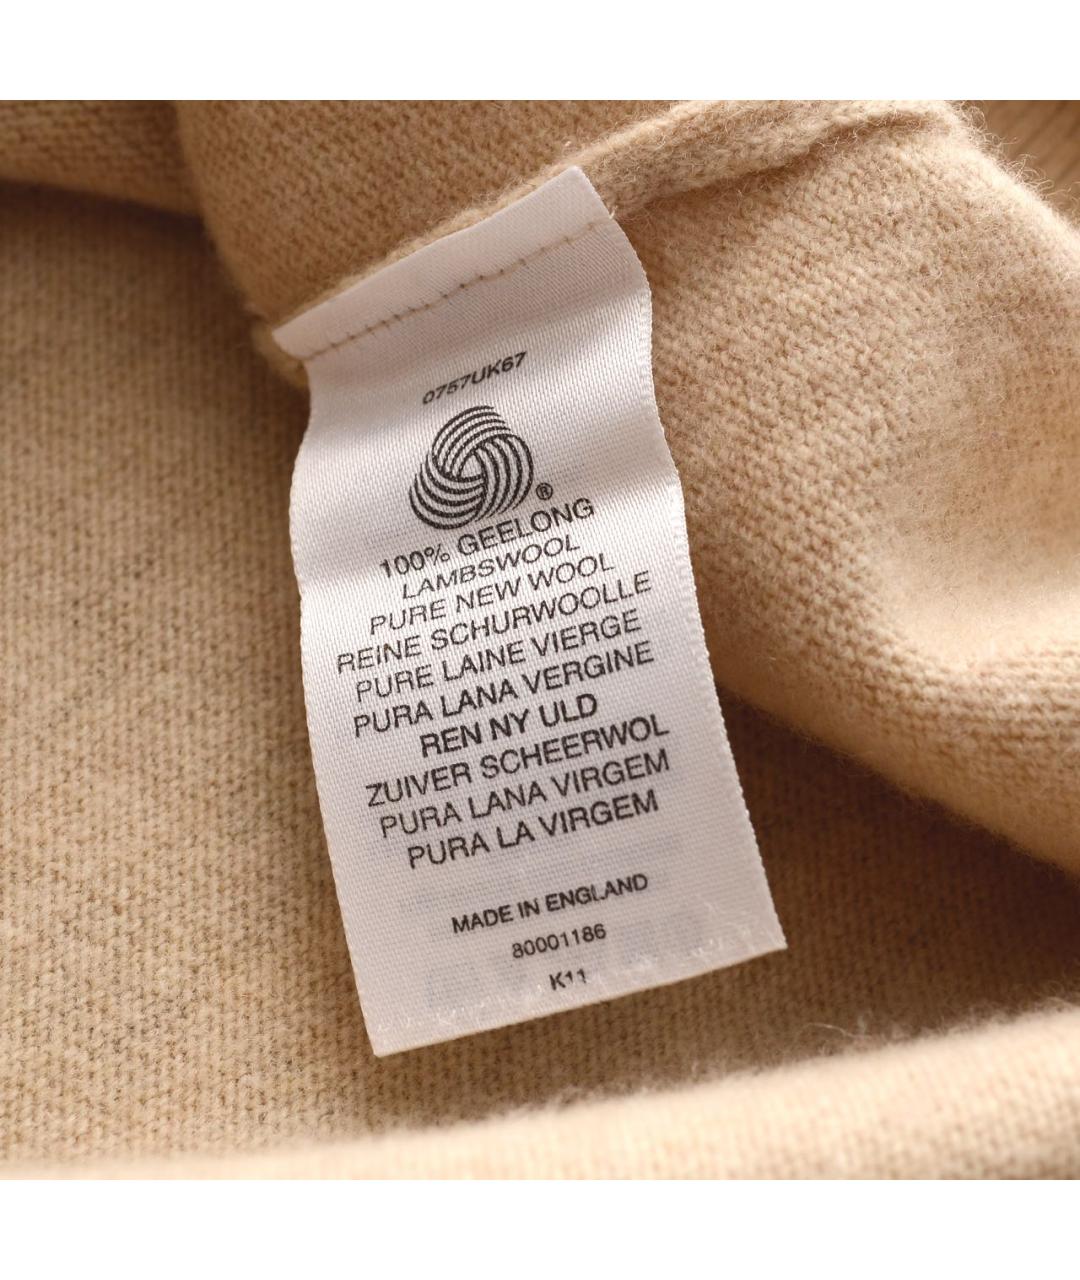 0757UK67
®
100% GEELONG
LAMBSWOOL
PURE NEW WOOL
REINE SCHURWOOLLE
PURE LAINE VIERGE
PURA LANA VERGINE
REN NY ULD
ZUIVER SCHEERWOL
PURA LANA VIRGEM
PURA LA VIRGEM
MADE IN ENGLAND
80001186
K11